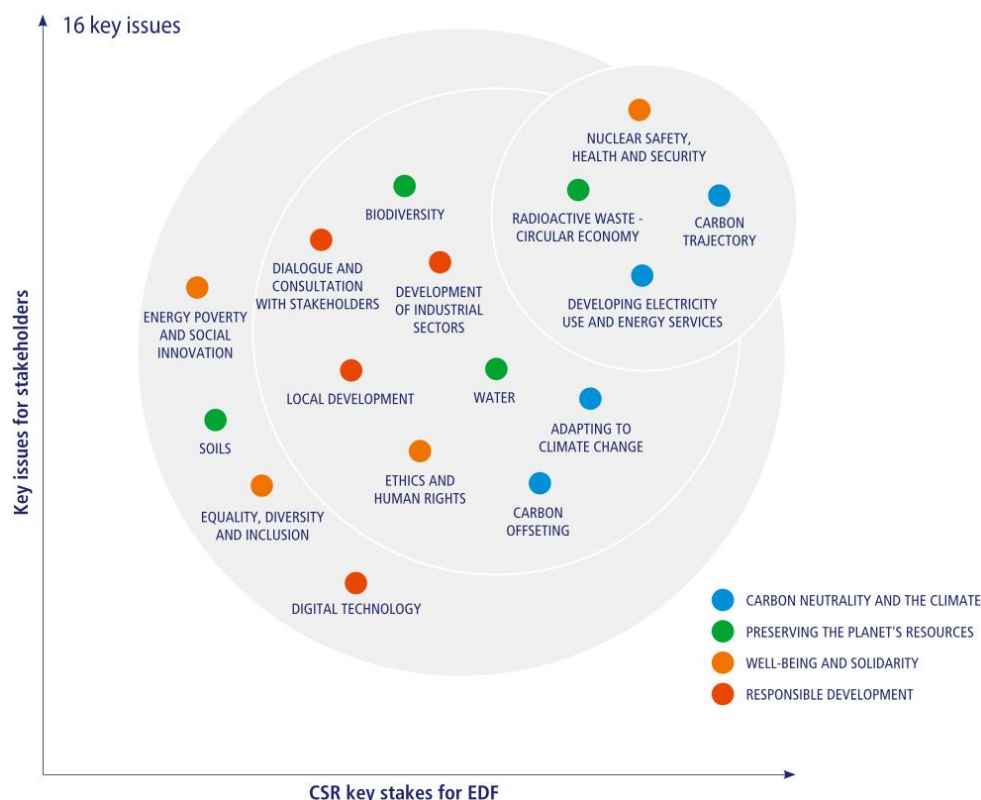 16 key issues
NUCLEAR SAFETY,
HEALTH AND SECURITY
BIODIVERSITY
RADIOACTIVE WASTE -
CIRCULAR ECONOMY
CARBON
TRAJECTORY
DIALOGUE AND
CONSULTATION
WITH STAKEHOLDERS
DEVELOPMENT
OF INDUSTRIAL
SECTORS
DEVELOPING ELECTRICITY
USE AND ENERGY SERVICES
ENERGY POVERTY
AND SOCIAL
INNOVATION
LOCAL DEVELOPMENT
WATER
ADAPTING TO
CLIMATE CHANGE
SOILS
ETHICS AND
HUMAN RIGHTS
CARBON
OFFSETING
EQUALITY, DIVERSITY
AND INCLUSION
DIGITAL TECHNOLOGY
CARBON NEUTRALITY AND THE CLIMATE
PRESERVING THE PLANET'S RESOURCES
WELL-BEING AND SOLIDARITY
RESPONSIBLE DEVELOPMENT
Key issues for stakeholders
CSR key stakes for EDF